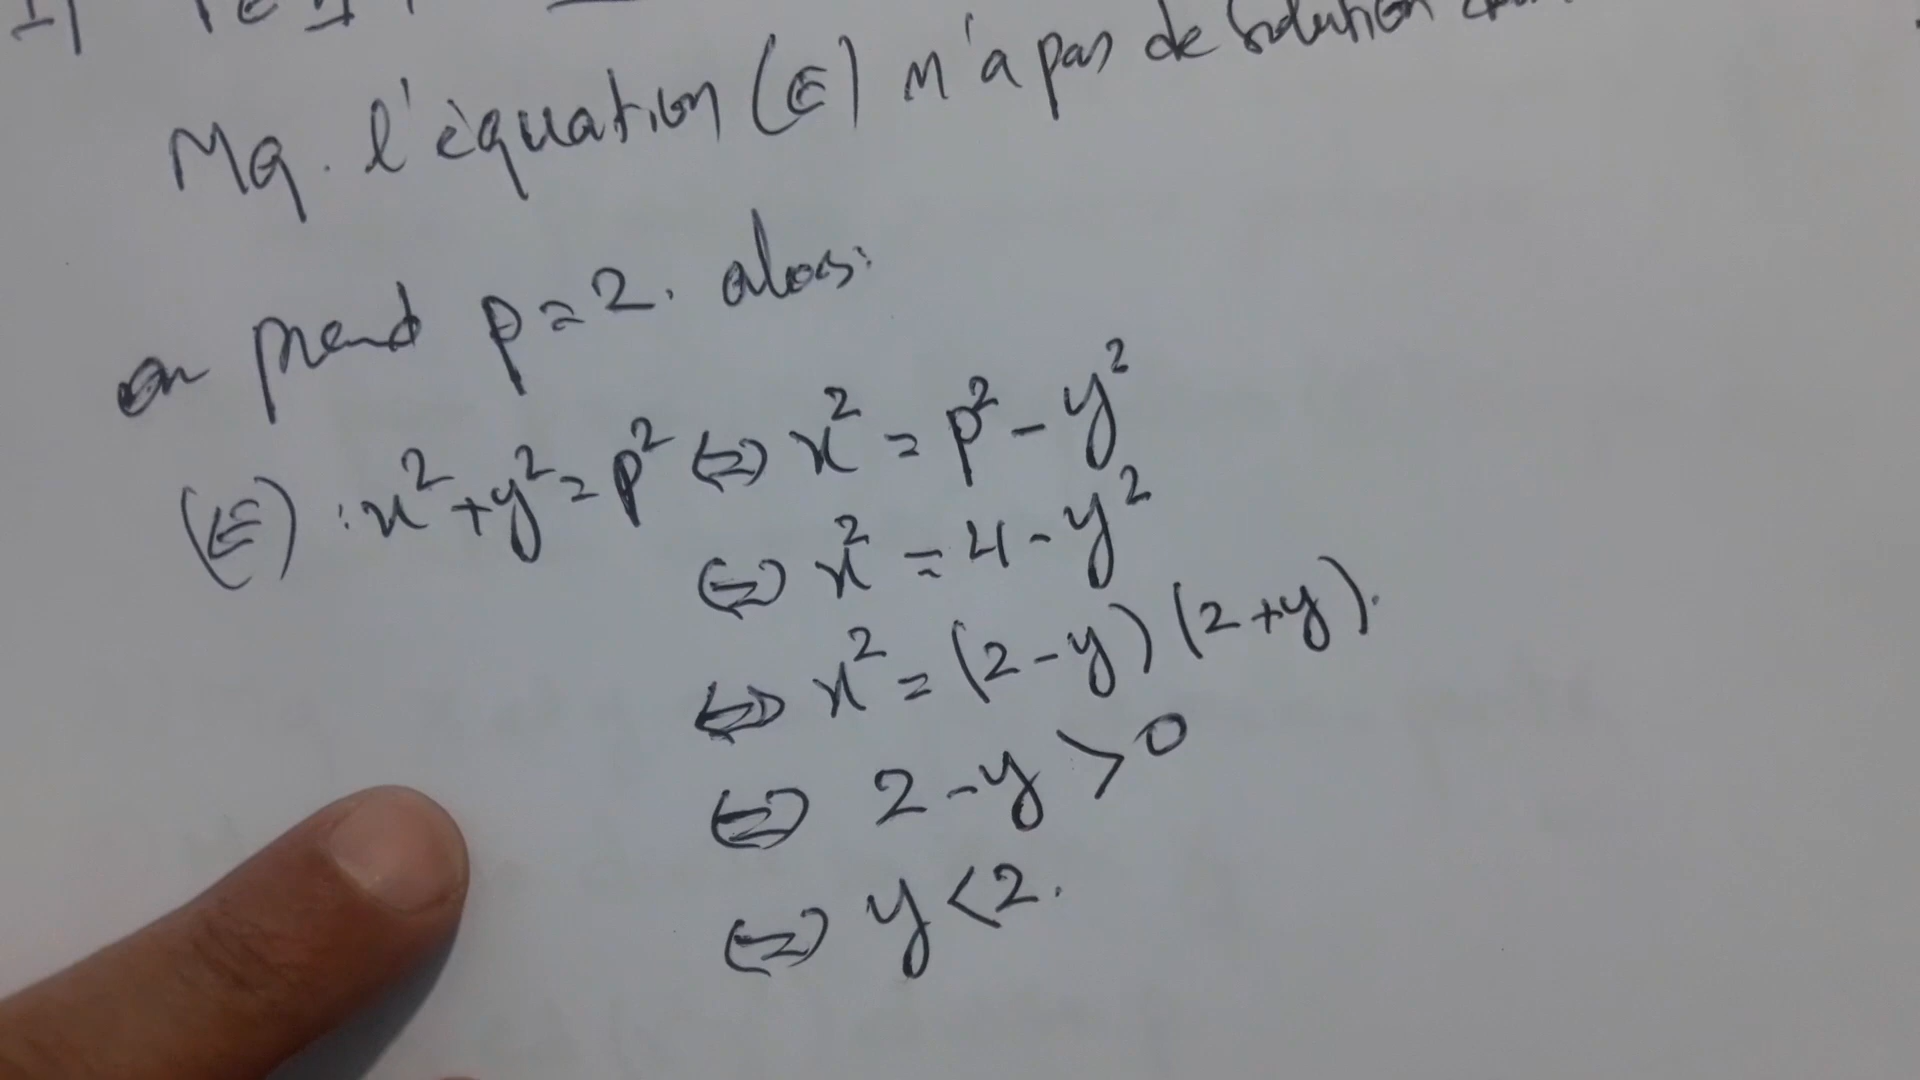 Mq. l'équation (E) n'a pas de solution
on prend p=2. alors:
(E) : x²+y²=p² ⇔ x² = p² - y²
⇔ x² = 4 - y²
⇔ x² = (2-y)(2+y).
⇔ 2-y > 0
⇔ y < 2.